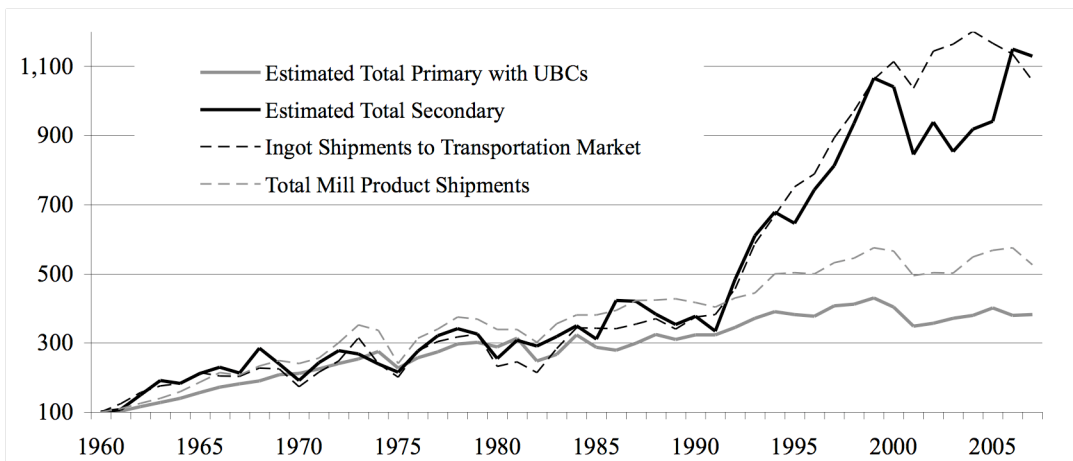 1,100
900
700
500
300
100
Estimated Total Primary with UBCs
Estimated Total Secondary
Ingot Shipments to Transportation Market
Total Mill Product Shipments
1960 1965 1970 1975 1980 1985 1990 1995 2000 2005